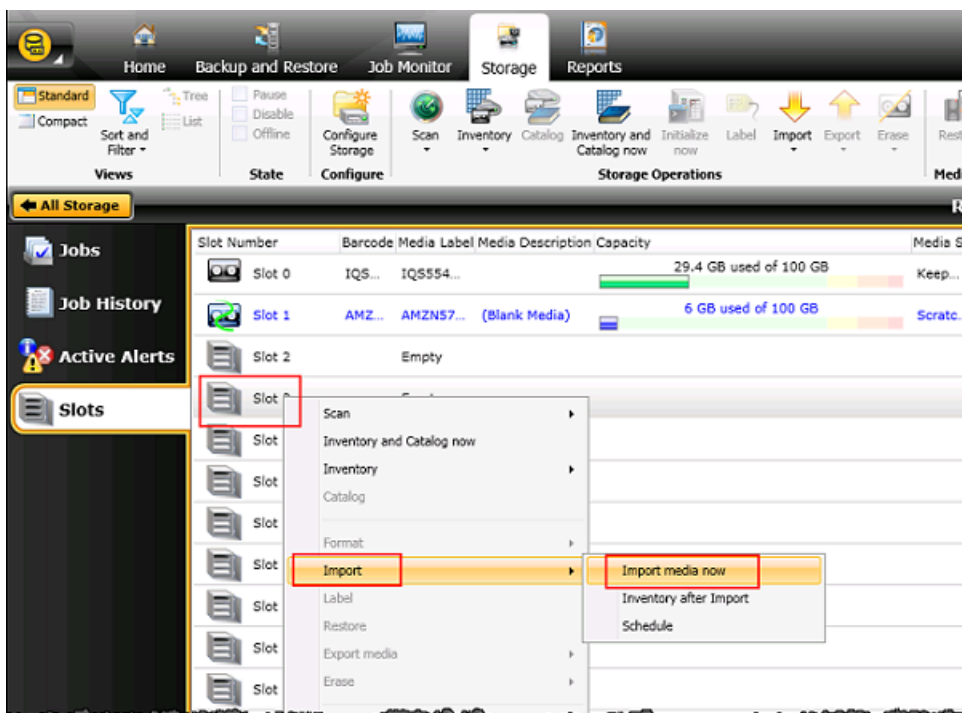 Home Backup and Restore Job Monitor Storage Reports
Standard Tree Pause
Compact List Disable
Sort and Filter Offline Configure Storage Scan Inventory Catalog Inventory and Catalog now Initialize now Label Import Export Erase
Views State Configure Storage Operations
All Storage
Jobs
Job History
Active Alerts
Slots
Slot Number Barcode Media Label Media Description Capacity
Slot 0 IQS... IQS554... 29.4 GB used of 100 GB Keep...
Slot 1 AMZ... AMZN57... (Blank Media) 6 GB used of 100 GB
Slot 2 Empty
Slot
Slot
Slot
Slot
Slot
Slot
Slot
Slot
Scan
Inventory and Catalog now
Inventory
Catalog
Format
Import
Label
Restore
Export media
Erase
Import media now
Inventory after Import
Schedule